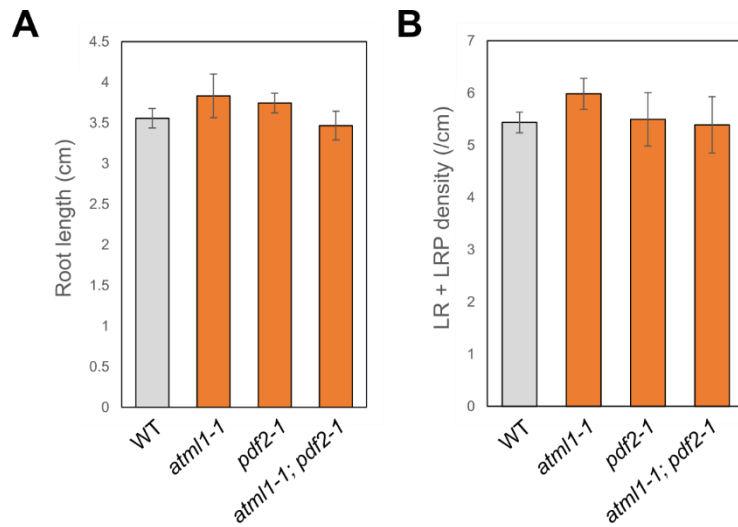 A
Root length (cm)
4.5
4
3.5
3
2.5
2
1.5
1
0.5
0
WT
atml1-1
pdf2-1
atml1-1; pdf2-1
B
LR + LRP density (/cm)
7
6
5
4
3
2
1
0
WT
atml1-1
pdf2-1
atml1-1; pdf2-1